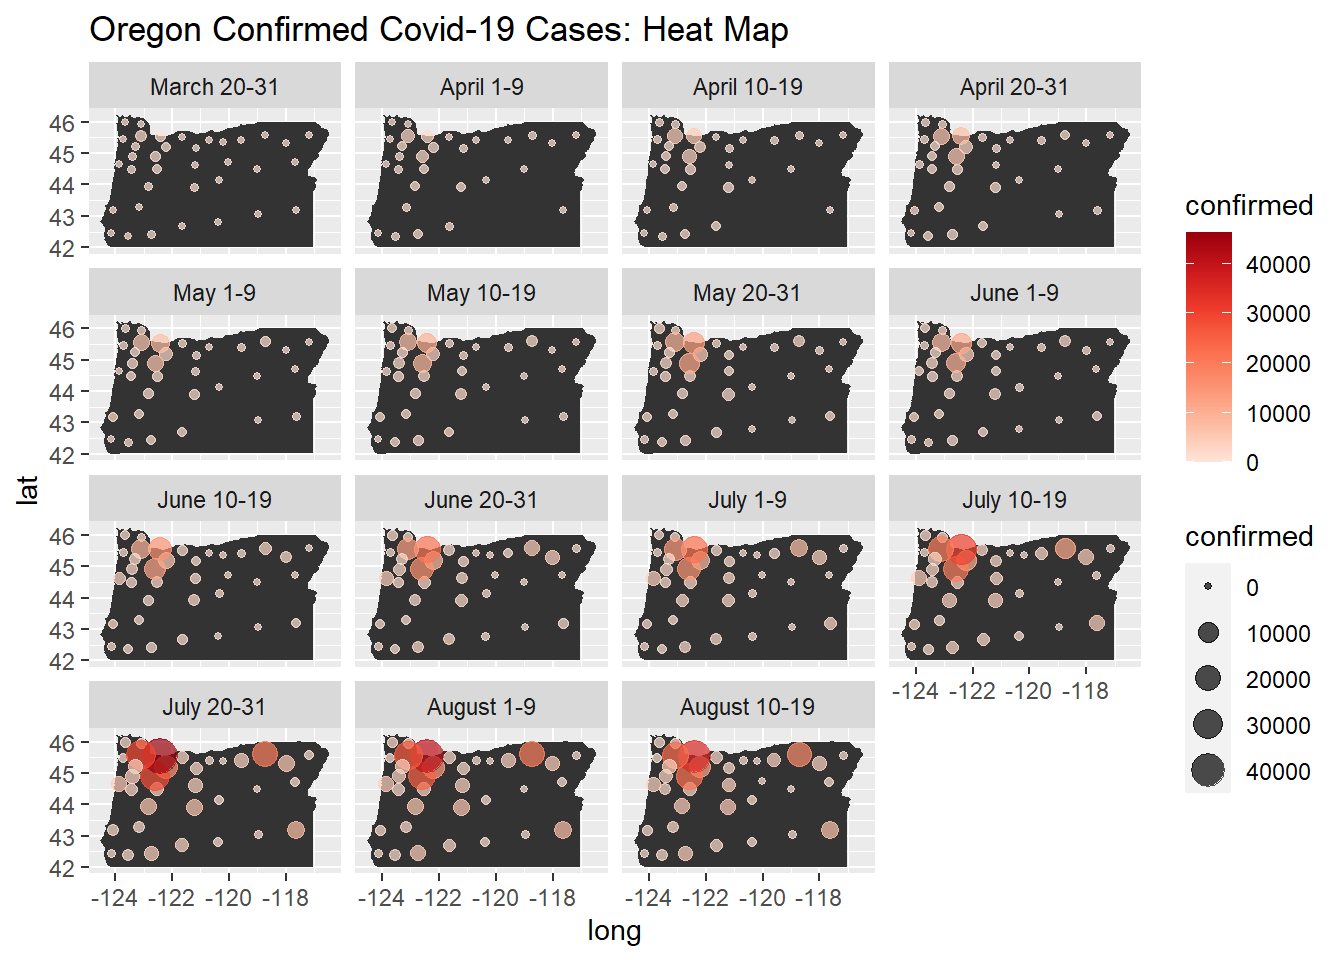 Oregon Confirmed Covid-19 Cases: Heat Map
March 20-31
April 1-9
April 10-19
April 20-31
46
45
44
43
42
May 1-9
May 10-19
May 20-31
June 1-9
46
45
44
43
42
June 10-19
June 20-31
July 1-9
July 10-19
46
45
44
43
42
-124
-122
-120
-118
July 20-31
August 1-9
August 10-19
46
45
44
43
42
-124
-122
-120
-118
-124
-122
-120
-118
-124
-122
-120
-118
long
lat
confirmed
40000
30000
20000
10000
0
confirmed
0
10000
20000
30000
40000